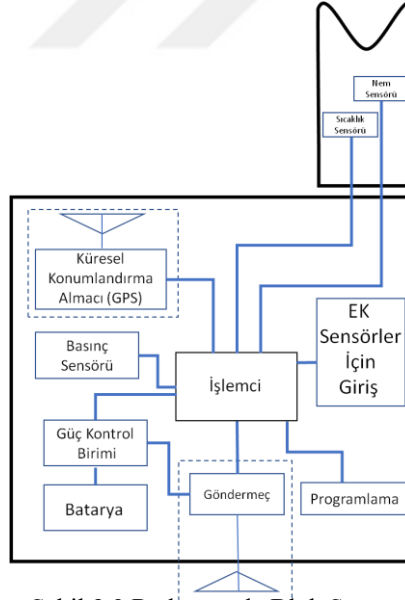 Nem
Sensörü
Sıcaklık
Sensörü
Küresel
Konumlandırma
Almacı (GPS)
EK
Sensörler
İçin
Giriş
Basınç
Sensörü
İşlemci
Güç Kontrol
Birimi
Göndermeç
Programlama
Batarya